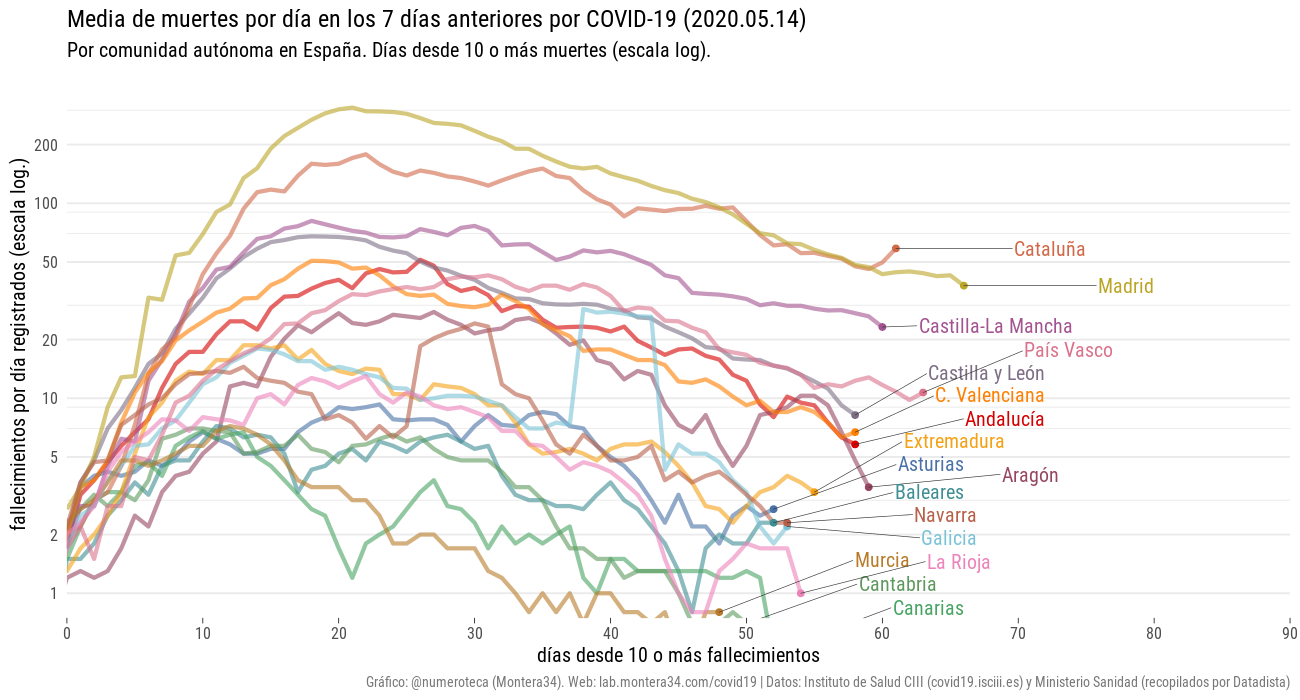 Media de muertes por día en los 7 días anteriores por COVID-19 (2020.05.14)
Por comunidad autónoma en España. Días desde 10 o más muertes (escala log).
fallecimientos por día registrados (escala log.)
200
100
50
20
10
5
2
1
Cataluña
Madrid
Castilla-La Mancha
País Vasco
Castilla y León
C. Valenciana
Andalucía
Extremadura
Asturias
Aragón
Baleares
Navarra
Galicia
Murcia
La Rioja
Cantabria
Canarias
0 10 20 30 40 50 60 70 80 90
días desde 10 o más fallecimientos
Gráfico: @numeroteca (Montera34). Web: lab.montera34.com/covid19 | Datos: Instituto de Salud CIII (covid19.isciii.es) y Ministerio Sanidad (recopilados por Datadista)